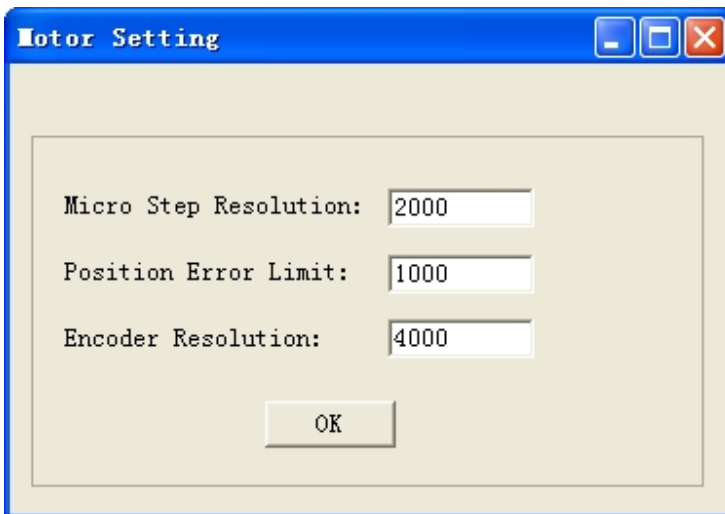 Motor Setting
Micro Step Resolution: 2000
Position Error Limit: 1000
Encoder Resolution: 4000
OK